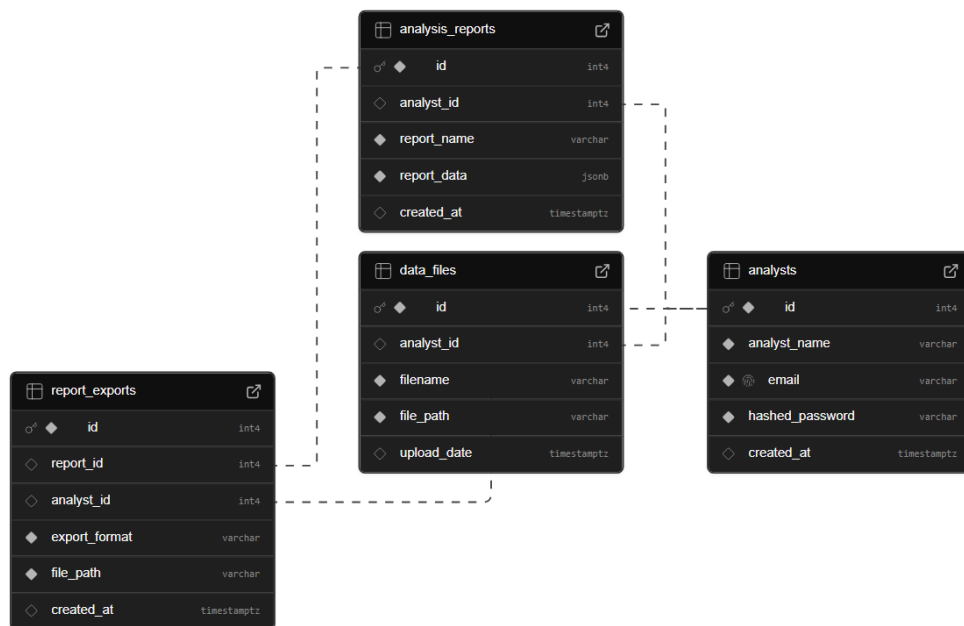 analysis_reports
id int4
analyst_id int4
report_name varchar
report_data jsonb
created_at timestamptz
data_files
id int4
analyst_id int4
filename varchar
file_path varchar
upload_date timestamptz
analysts
id int4
analyst_name varchar
email varchar
hashed_password varchar
created_at timestamptz
report_exports
id int4
report_id int4
analyst_id int4
export_format varchar
file_path varchar
created_at timestamptz